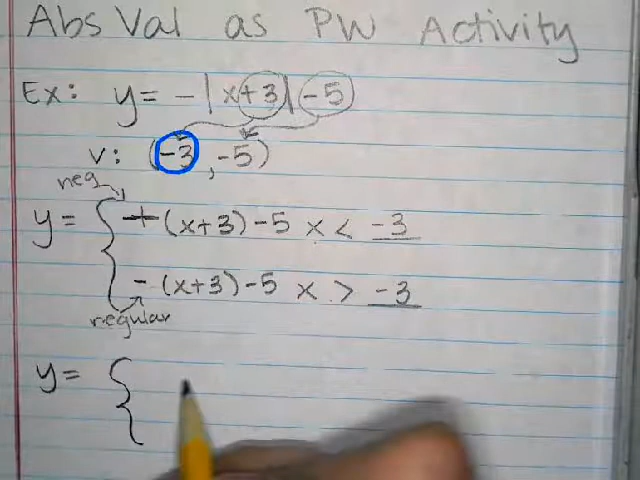 Abs Val as PW Activity
Ex: y = -|x+3|-5
v: (-3, -5)
neg
y = { +(x+3)-5 x < -3
-(x+3)-5 x > -3
regular
y = {